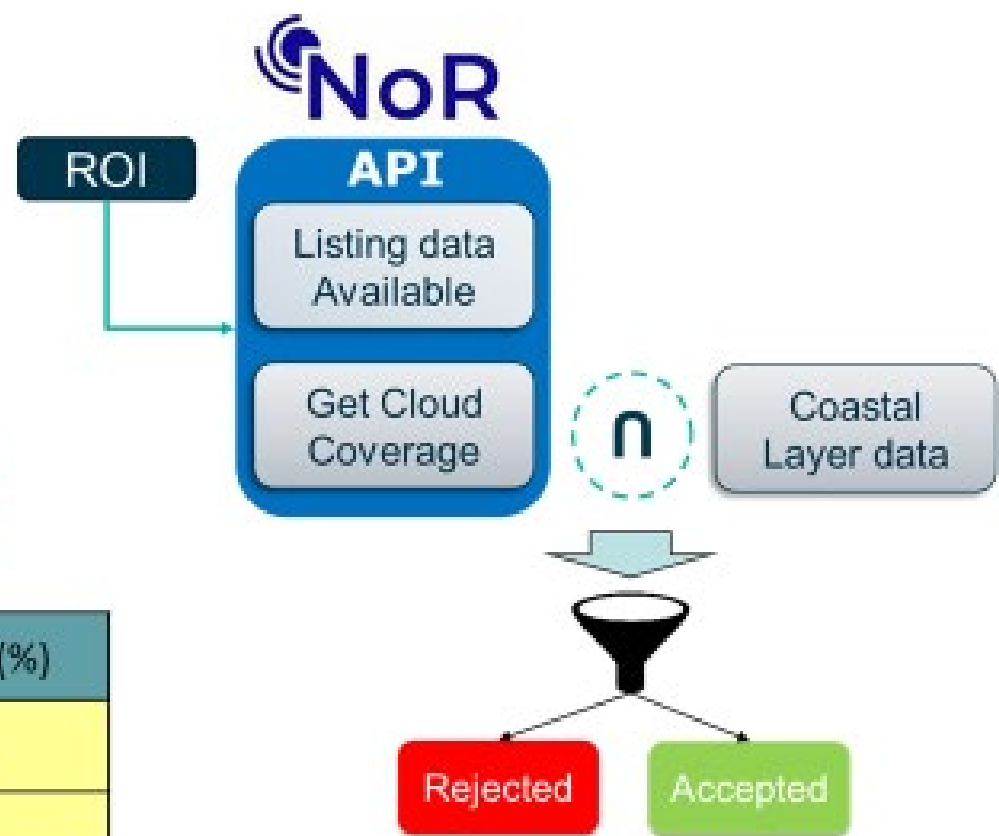 NoR
ROI
API
Listing data
Available
Get Cloud
Coverage
n
Coastal
Layer data
(%)
Rejected
Accepted